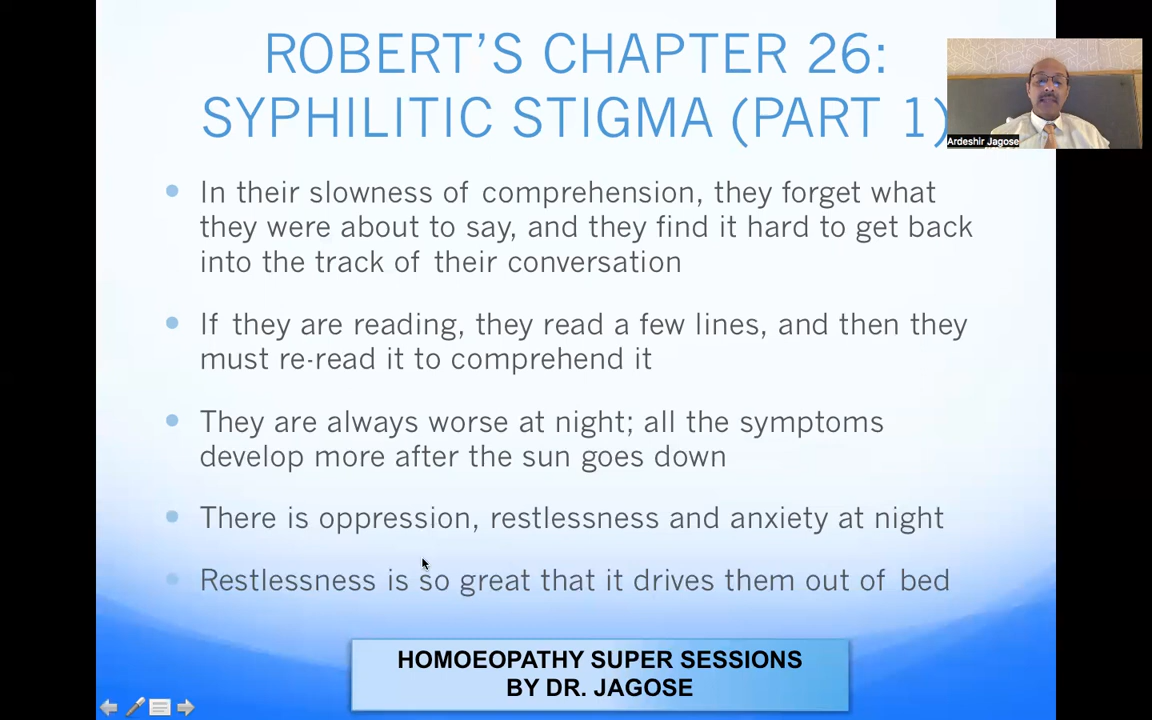 ROBERT'S CHAPTER 26:
SYPHILITIC STIGMA (PART 1)
Ardeshir Jagose
In their slowness of comprehension, they forget what
they were about to say, and they find it hard to get back
into the track of their conversation
If they are reading, they read a few lines, and then they
must re-read it to comprehend it
They are always worse at night; all the symptoms
develop more after the sun goes down
There is oppression, restlessness and anxiety at night
Restlessness is so great that it drives them out of bed
HOMOEOPATHY SUPER SESSIONS
BY DR. JAGOSE